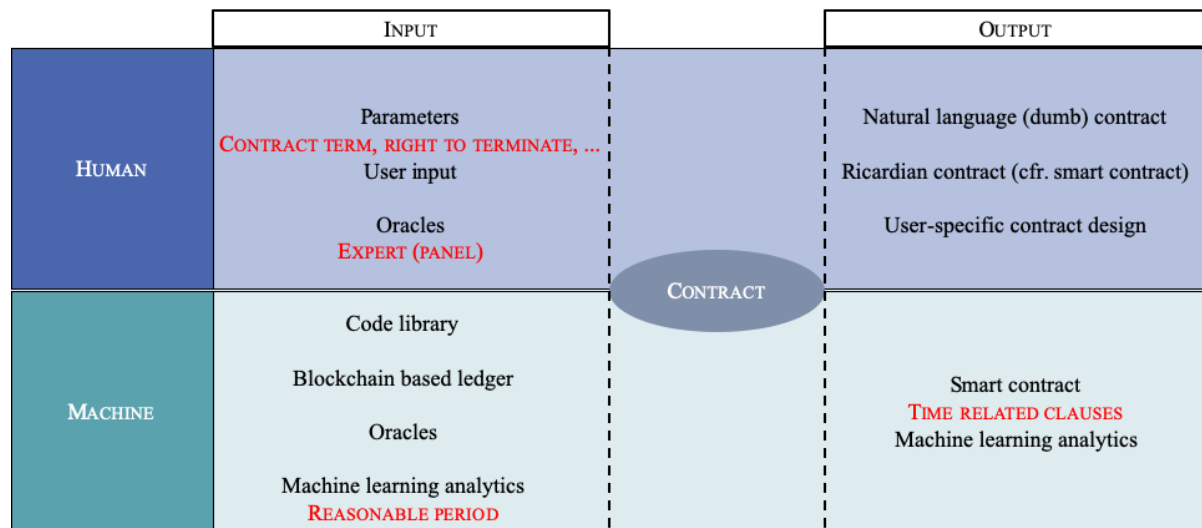 INPUT
OUTPUT
HUMAN
Parameters
CONTRACT TERM, RIGHT TO TERMINATE, ...
User input
Oracles
EXPERT (PANEL)
Natural language (dumb) contract
Ricardian contract (cfr. smart contract)
User-specific contract design
CONTRACT
MACHINE
Code library
Blockchain based ledger
Oracles
Machine learning analytics
REASONABLE PERIOD
Smart contract
TIME RELATED CLAUSES
Machine learning analytics